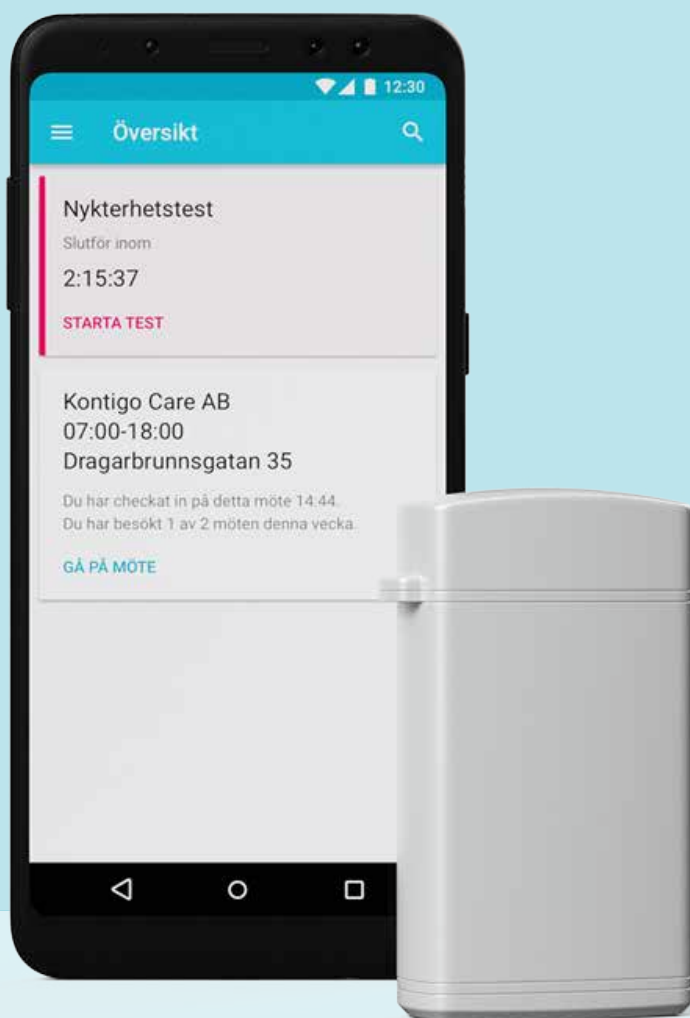 12:30
Översikt
Nykterhetstest
Slutför inom
2:15:37
STARTA TEST
Kontigo Care AB
07:00-18:00
Dragarbrunnsgatan 35
Du har checkat in på detta möte 14:44.
Du har besökt 1 av 2 möten denna vecka.
GÅ PÅ MÖTE